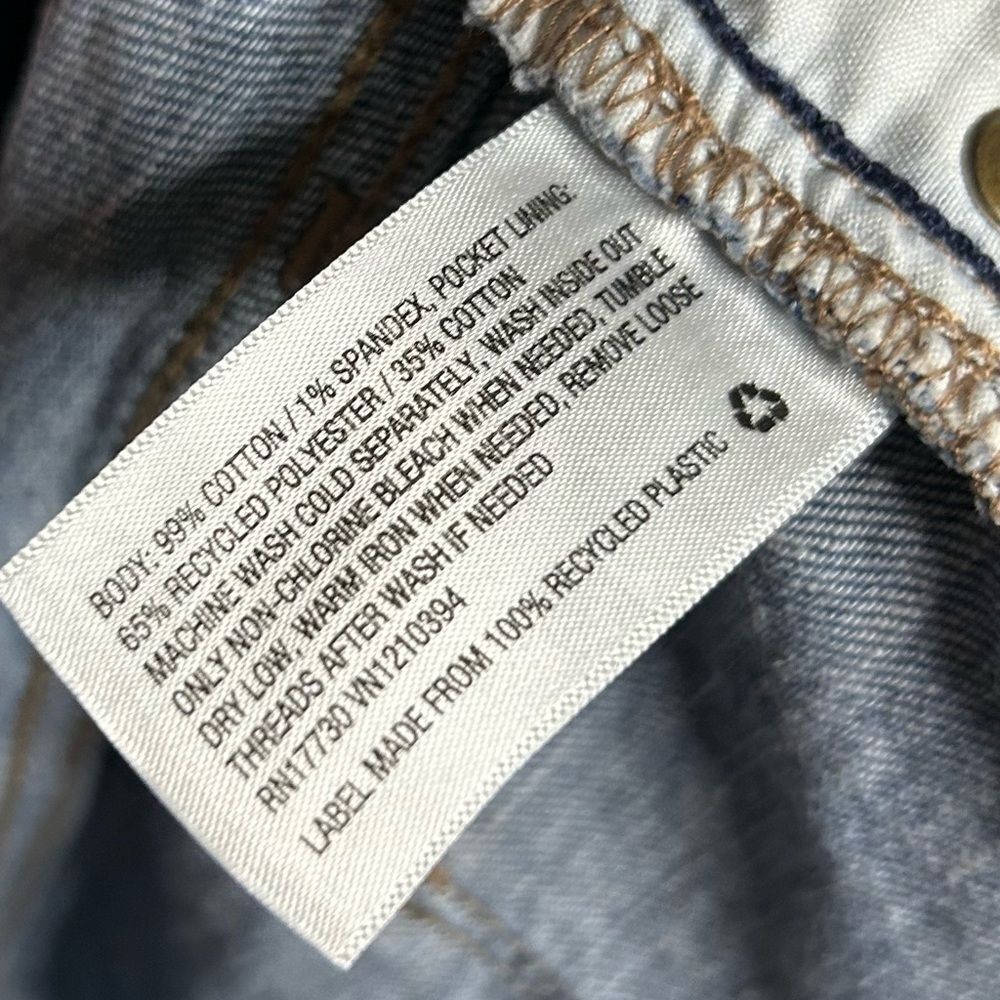 BODY: 99% COTTON / 1% SPANDEX, POCKET LINING:
65% RECYCLED POLYESTER / 35% COTTON
MACHINE WASH COLD SEPARATELY, WASH INSIDE OUT
ONLY NON-CHLORINE BLEACH WHEN NEEDED, TUMBLE
DRY LOW, WARM IRON WHEN NEEDED, REMOVE LOOSE
THREADS AFTER WASH IF NEEDED
RN177730 VN1210394
LABEL MADE FROM 100% RECYCLED PLASTIC